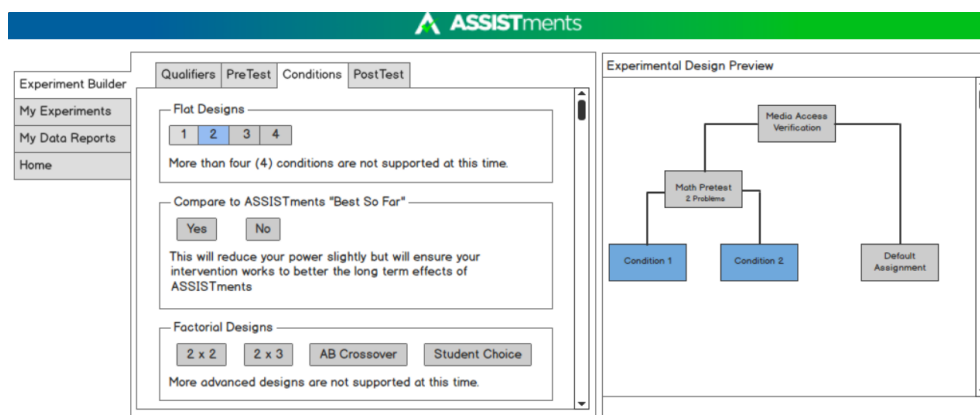 ASSISTments
Experiment Builder
My Experiments
My Data Reports
Home
Qualifiers PreTest Conditions PostTest
Flat Designs
1 2 3 4
More than four (4) conditions are not supported at this time.
Compare to ASSISTments "Best So Far"
Yes No
This will reduce your power slightly but will ensure your
intervention works to better the long term effects of
ASSISTments
Factorial Designs
2 x 2 2 x 3 AB Crossover Student Choice
More advanced designs are not supported at this time.
Experimental Design Preview
Media Access
Verification
Math Pretest
2 Problems
Condition 1 Condition 2 Default
Assignment